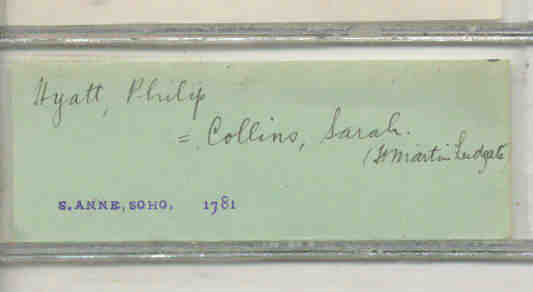 Hyatt, Philip
= Collins, Sarah.
(St Martin Ludgate
S. ANNE, SOHO. 1781